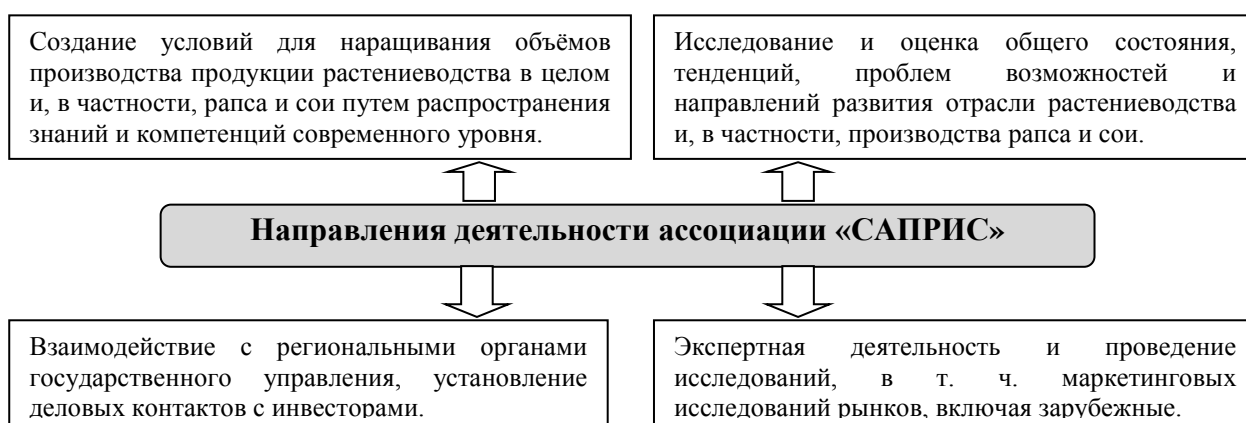 Создание условий для наращивания объёмов
производства продукции растениеводства в целом
и, в частности, рапса и сои путем распространения
знаний и компетенций современного уровня.
Исследование и оценка общего состояния,
тенденций, проблем возможностей и
направлений развития отрасли растениеводства
и, в частности, производства рапса и сои.
Направления деятельности ассоциации «САПРИС»
Взаимодействие с региональными органами
государственного управления, установление
деловых контактов с инвесторами.
Экспертная деятельность и проведение
исследований, в т. ч. маркетинговых
исследований рынков, включая зарубежные.